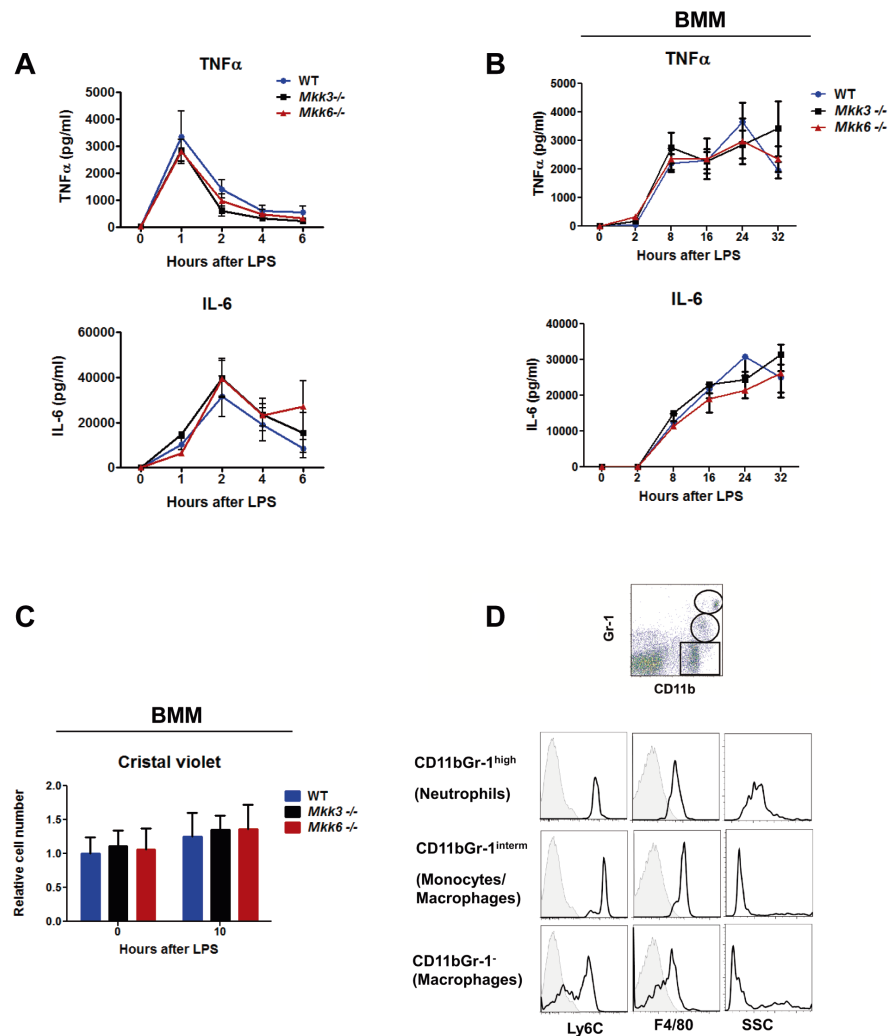 A
TNFα
WT
Mkk3-/-
Mkk6-/-
TNFα (pg/ml)
5000
4000
3000
2000
1000
0
0 1 2 4 6
Hours after LPS
IL-6
IL-6 (pg/ml)
60000
40000
20000
0
0 1 2 4 6
Hours after LPS
BMM
B
TNFα
WT
Mkk3 -/-
Mkk6 -/-
TNFα (pg/ml)
5000
4000
3000
2000
1000
0
0 2 8 16 24 32
Hours after LPS
IL-6
IL-6 (pg/ml)
40000
30000
20000
10000
0
0 2 8 16 24 32
Hours after LPS
C
BMM
Cristal violet
WT
Mkk3 -/-
Mkk6 -/-
Relative cell number
2.0
1.5
1.0
0.5
0.0
0 10
Hours after LPS
D
Gr-1
CD11b
CD11bGr-1high
(Neutrophils)
CD11bGr-1interm
(Monocytes/
Macrophages)
CD11bGr-1-
(Macrophages)
Ly6C F4/80 SSC